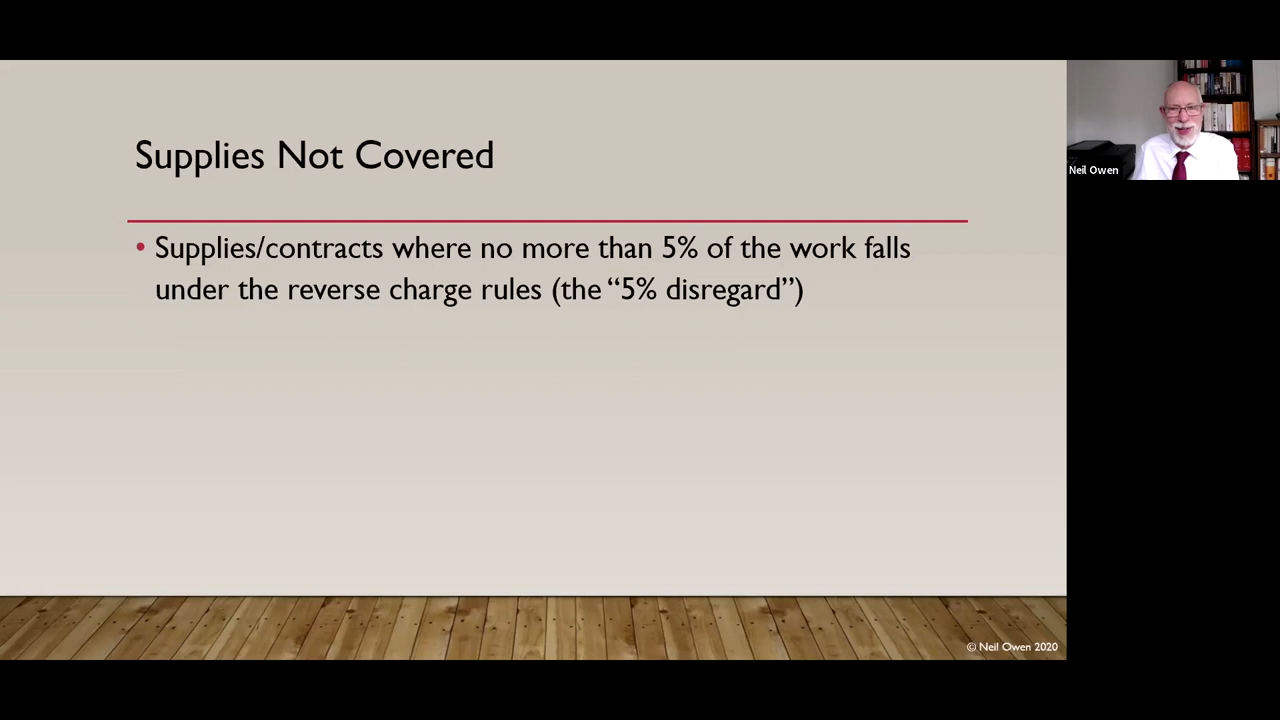 Supplies Not Covered
• Supplies/contracts where no more than 5% of the work falls
under the reverse charge rules (the “5% disregard”)
© Neil Owen 2020
Neil Owen